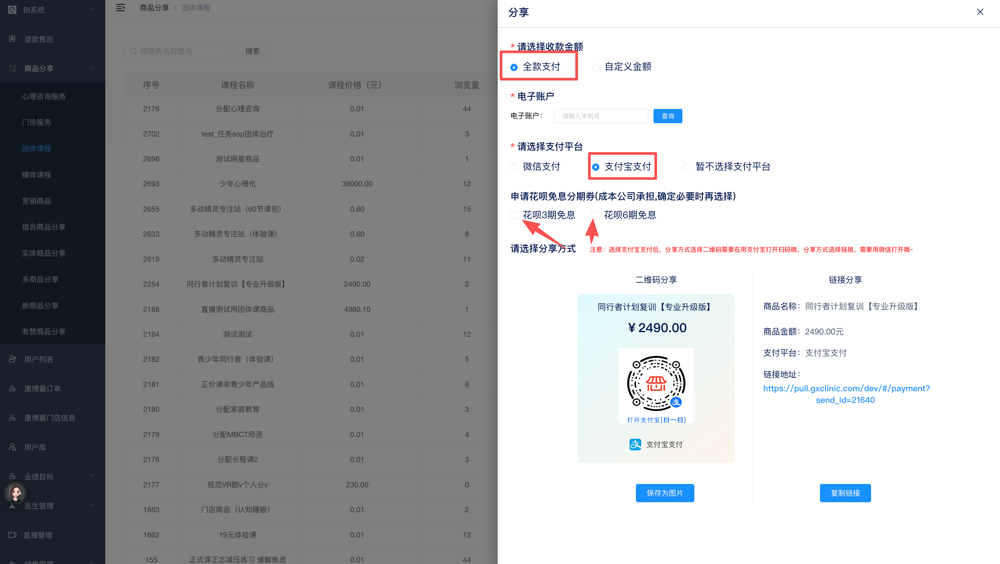 BI系统
退款售后
商品分享
心理咨询服务
门诊服务
团体课程
媒体课程
营销商品
组合商品分享
实体商品分享
多商品分享
新商品分享
有赞商品分享
用户列表
康博嘉订单
康博嘉门店信息
用户库
业绩目标
医生管理
直播管理
销售管理
商品分享 / 团体课程
按服务名称查询 搜索
序号 课程名称 课程价格（元） 浏览量
2176 分配心理咨询 0.01 44
2702 test_任务sop团体治疗 0.01 3
2696 测试明星商品 0.01 1
2693 少年心理化 39000.00 12
2655 多动精灵专注站（60节课包） 0.60 15
2633 多动精灵专注站（体验课） 0.60 8
2619 多动精灵专注站 0.02 11
2254 同行者计划复训【专业升级版】 2490.00 2
2188 直播测试用团体课商品 4980.10 1
2184 测试测试 0.01 12
2182 青少年同行者（体验课） 0.01 5
2181 正价课非青少年产品线 0.01 6
2180 分配家庭教育 0.01 3
2179 分配MBCT师资 0.01 4
2178 分配长程课2 0.01 3
2177 规范VR额v个人分v 230.00 0
1863 门店商品（认知睡眠） 0.01 2
1862 19元体验课 0.01 12
155 正式课正念减压练习 缓解焦虑 0.01 44
分享
* 请选择收款金额
全款支付 自定义金额
* 电子账户
电子账户： 请输入手机号 查询
* 请选择支付平台
微信支付 支付宝支付 暂不选择支付平台
申请花呗免息分期券(成本公司承担,确定必要时再选择)
花呗3期免息 花呗6期免息
请选择分享方式 注意：选择支付宝支付后，分享方式选择二维码需要在用支付宝打开扫码哦，分享方式选择链接，需要用微信打开哦~
二维码分享
同行者计划复训【专业升级版】
¥ 2490.00
支
打开支付宝[扫一扫]
支 支付宝支付
保存为图片
链接分享
商品名称： 同行者计划复训【专业升级版】
商品金额： 2490.00元
支付平台： 支付宝支付
链接地址：
https://pull.gxclinic.com/dev/#/payment?
send_id=21640
复制链接